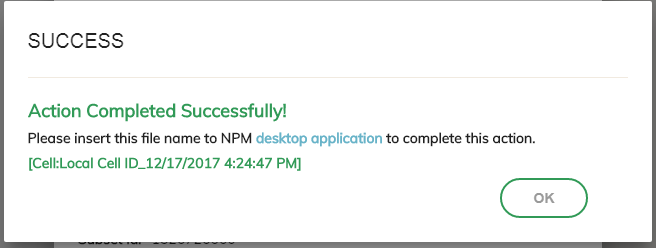 SUCCESS
Action Completed Successfully!
Please insert this file name to NPM desktop application to complete this action.
[Cell:Local Cell ID_12/17/2017 4:24:47 PM]
OK